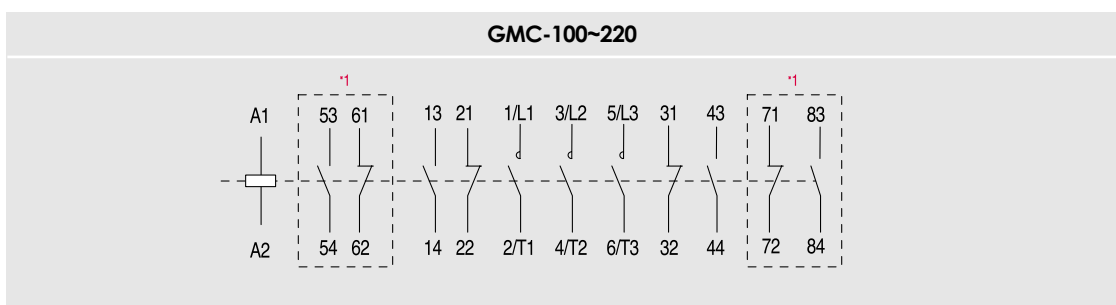 GMC-100~220
*1 *1
A1 53 61 13 21 1/L1 3/L2 5/L3 31 43 71 83
A2 54 62 14 22 2/T1 4/T2 6/T3 32 44 72 84